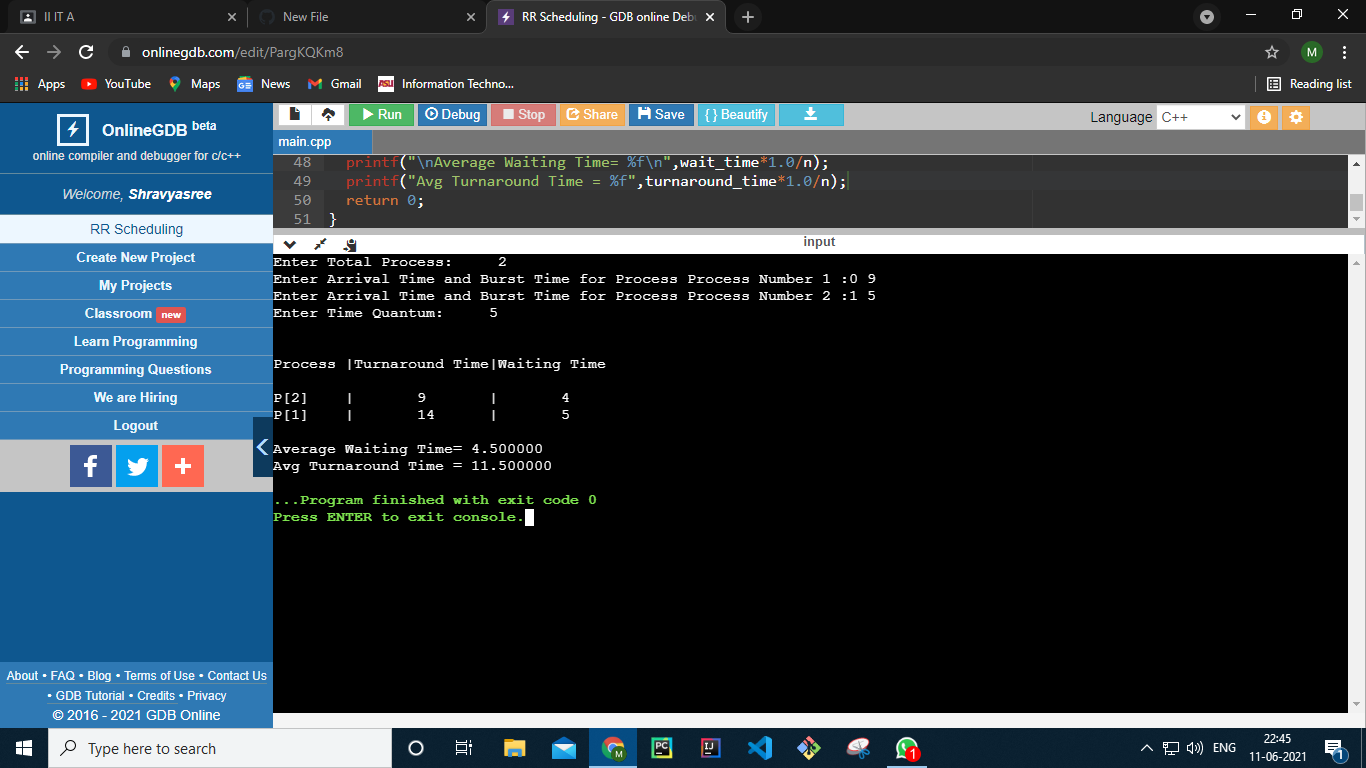 II IT A
New File
RR Scheduling - GDB online Deb
onlinegdb.com/edit/PargKQKm8
M
Apps
YouTube
Maps
News
Gmail
ASU
Information Techno...
Reading list
OnlineGDB beta
online compiler and debugger for c/c++
Welcome, Shravyasree
RR Scheduling
Create New Project
My Projects
Classroom new
Learn Programming
Programming Questions
We are Hiring
Logout
About • FAQ • Blog • Terms of Use • Contact Us
• GDB Tutorial • Credits • Privacy
© 2016 - 2021 GDB Online
Run
Debug
Stop
Share
Save
{ } Beautify
Language C++
main.cpp
48 printf("\nAverage Waiting Time= %f\n",wait_time*1.0/n);
49 printf("Avg Turnaround Time = %f",turnaround_time*1.0/n);
50 return 0;
51 }
input
Enter Total Process: 2
Enter Arrival Time and Burst Time for Process Process Number 1 :0 9
Enter Arrival Time and Burst Time for Process Process Number 2 :1 5
Enter Time Quantum: 5
Process |Turnaround Time|Waiting Time
P[2] | 9 | 4
P[1] | 14 | 5
Average Waiting Time= 4.500000
Avg Turnaround Time = 11.500000
...Program finished with exit code 0
Press ENTER to exit console.
Type here to search
M
PC
IJ
1
ENG
22:45
11-06-2021
1